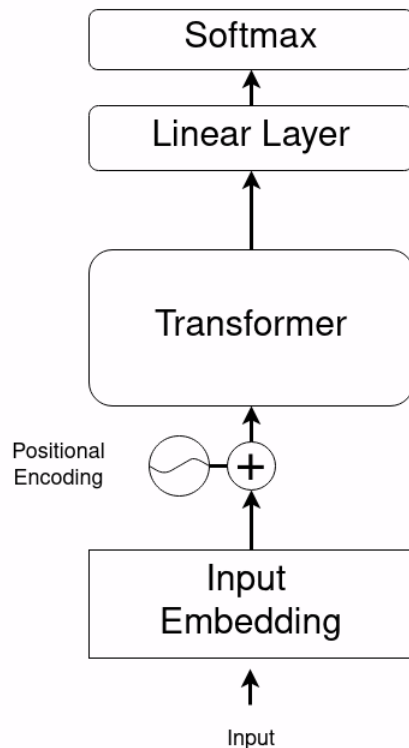 Softmax
Linear Layer
Transformer
Positional
Encoding
+
Input
Embedding
Input